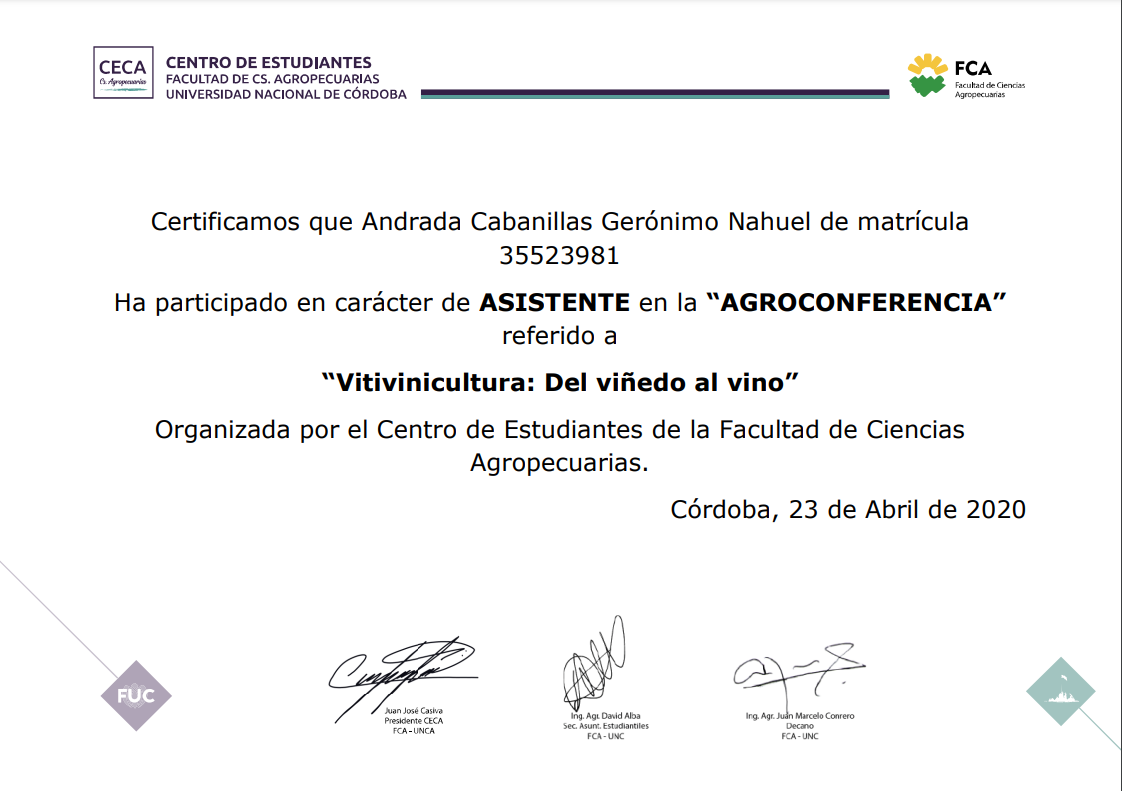 CECA
Cs. Agropecuarias
CENTRO DE ESTUDIANTES
FACULTAD DE CS. AGROPECUARIAS
UNIVERSIDAD NACIONAL DE CÓRDOBA
FCA
Facultad de Ciencias
Agropecuarias
Certificamos que Andrada Cabanillas Gerónimo Nahuel de matrícula
35523981
Ha participado en carácter de ASISTENTE en la “AGROCONFERENCIA”
referido a
“Vitivinicultura: Del viñedo al vino”
Organizada por el Centro de Estudiantes de la Facultad de Ciencias
Agropecuarias.
Córdoba, 23 de Abril de 2020
Juan José Casiva
Presidente CECA
FCA - UNCA
Ing. Agr. David Alba
Sec. Asunt. Estudiantiles
FCA - UNC
Ing. Agr. Juan Marcelo Conrero
Decano
FCA - UNC
FUC